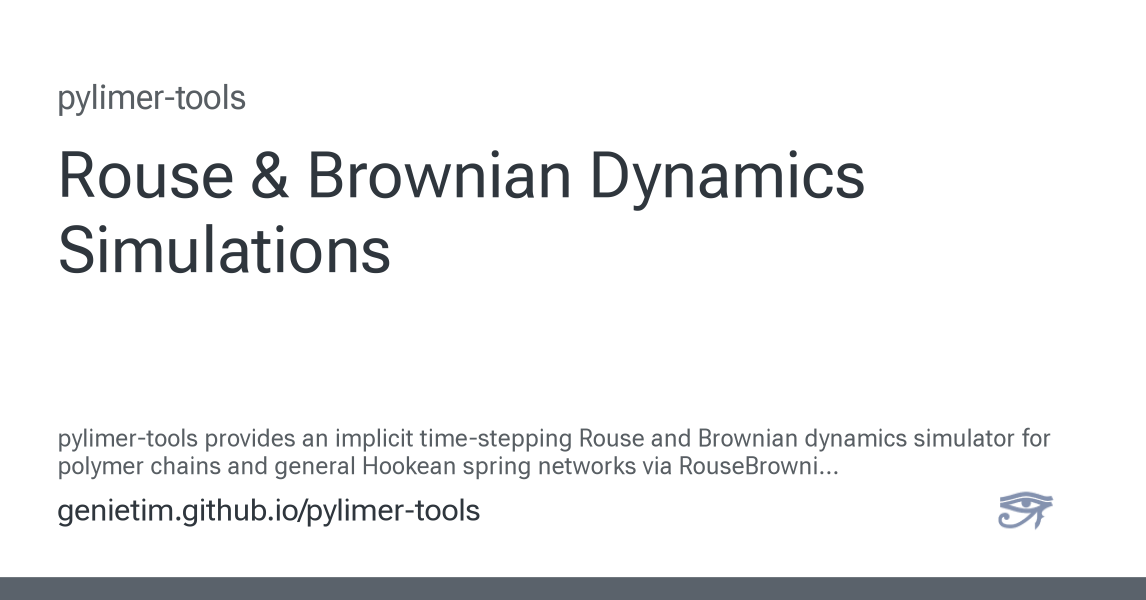 pylimer-tools
Rouse & Brownian Dynamics
Simulations
pylimer-tools provides an implicit time-stepping Rouse and Brownian dynamics simulator for
polymer chains and general Hookean spring networks via RouseBrowni...
genietim.github.io/pylimer-tools